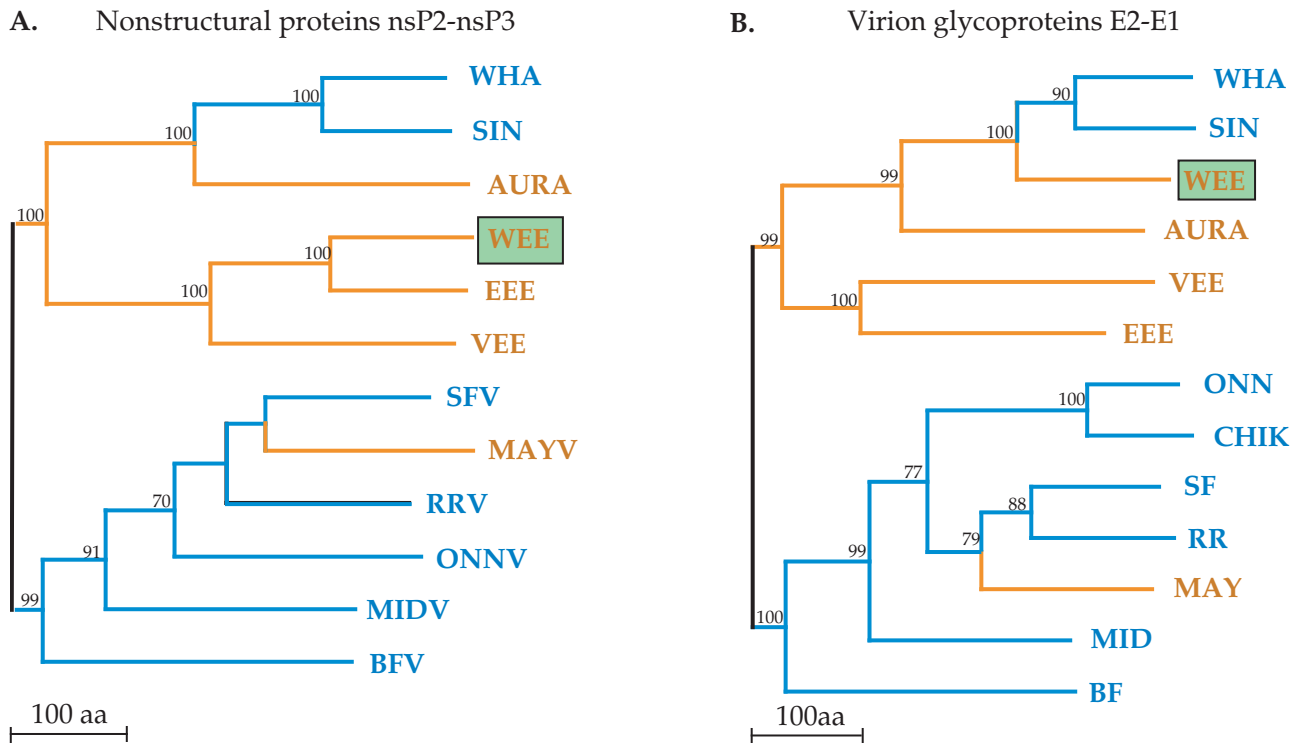 A. Nonstructural proteins nsP2-nsP3
WHA
100
SIN
100
AURA
100
WEE
100
EEE
100
VEE
SFV
MAYV
RRV
70
ONNV
91
MIDV
99
BFV
100 aa
B. Virion glycoproteins E2-E1
WHA
90
SIN
100
WEE
99
AURA
99
VEE
100
EEE
ONN
100
CHIK
77
SF
88
RR
79
MAY
99
MID
100
BF
100aa